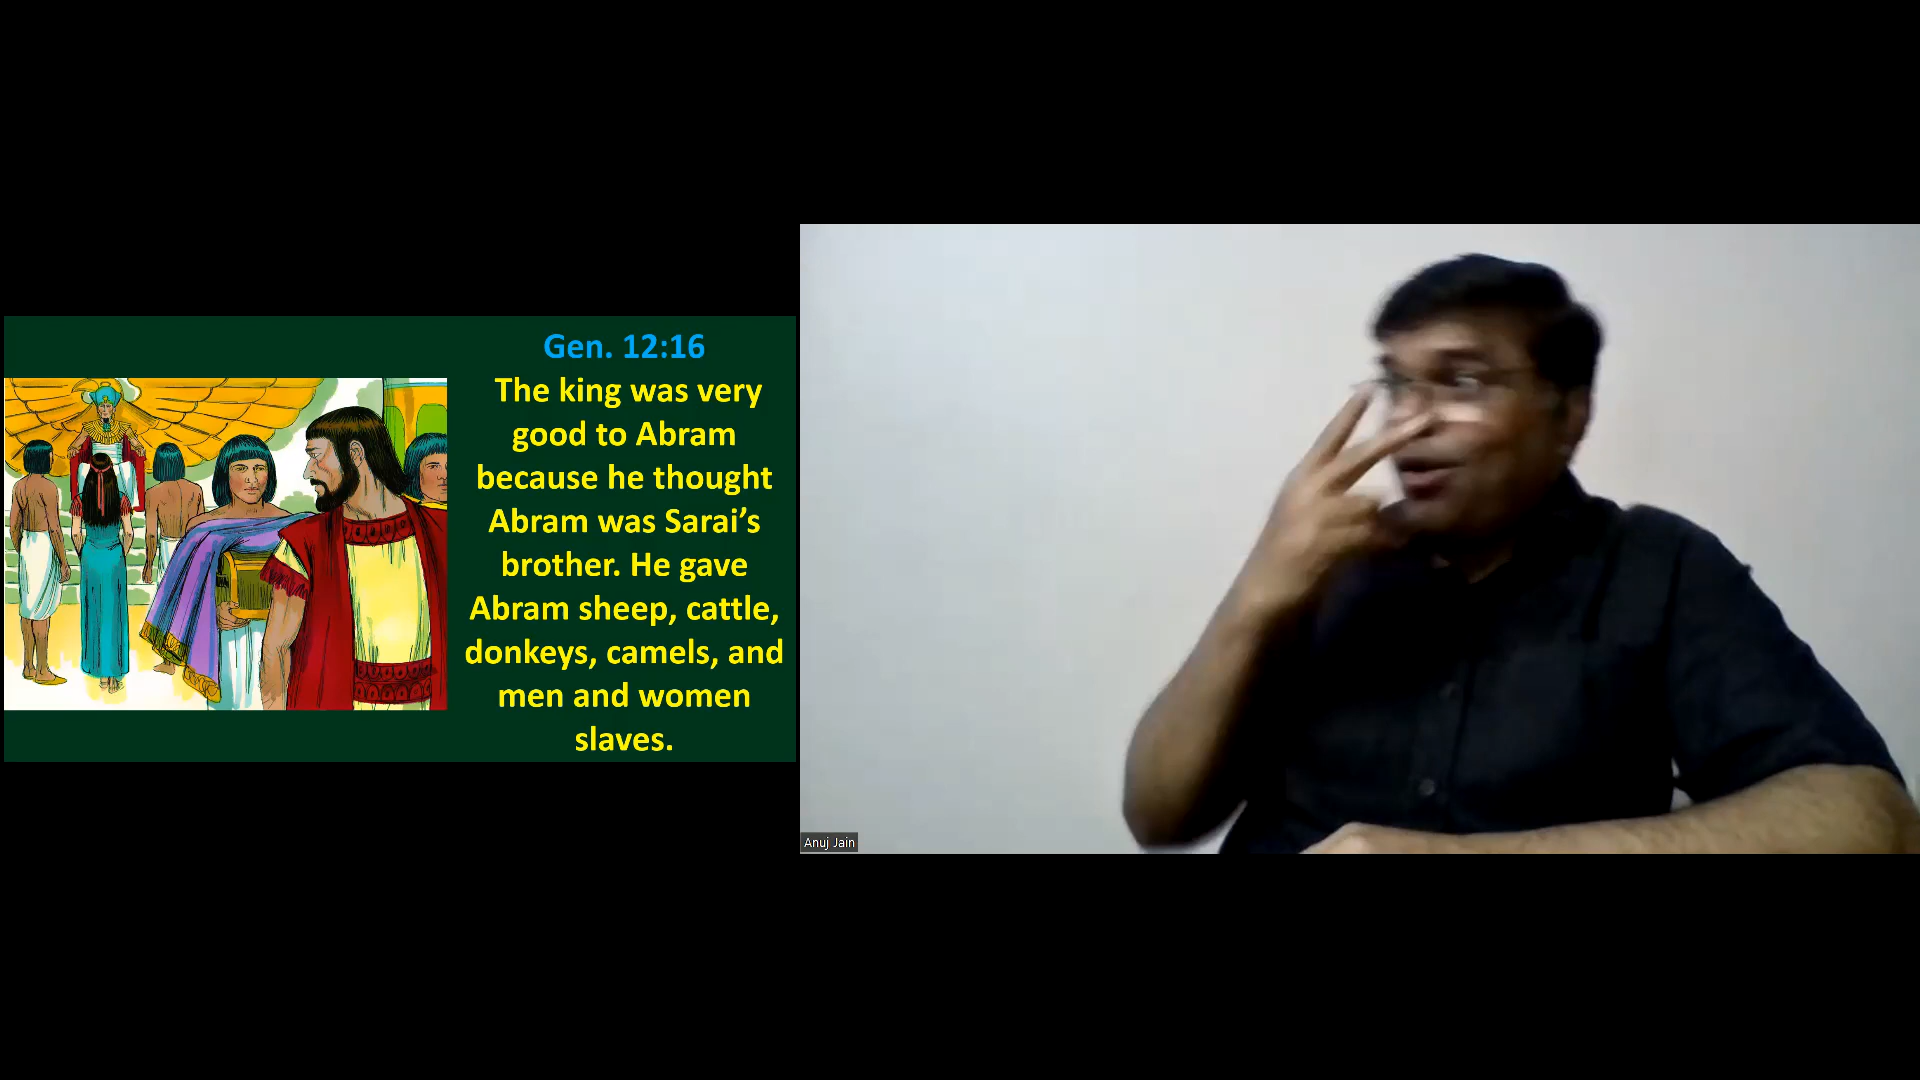 Gen. 12:16
The king was very
good to Abram
because he thought
Abram was Sarai’s
brother. He gave
Abram sheep, cattle,
donkeys, camels, and
men and women
slaves.
Anuj Jain